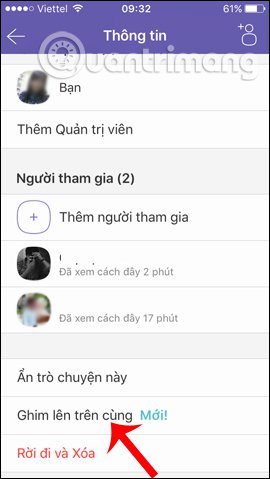 Viettel 09:32 61%
Thông tin
Quantrimang
Bạn
Thêm Quản trị viên
Người tham gia (2)
Thêm người tham gia
Đã xem cách đây 2 phút
Đã xem cách đây 17 phút
Ẩn trò chuyện này
Ghim lên trên cùng Mới!
Rời đi và Xóa